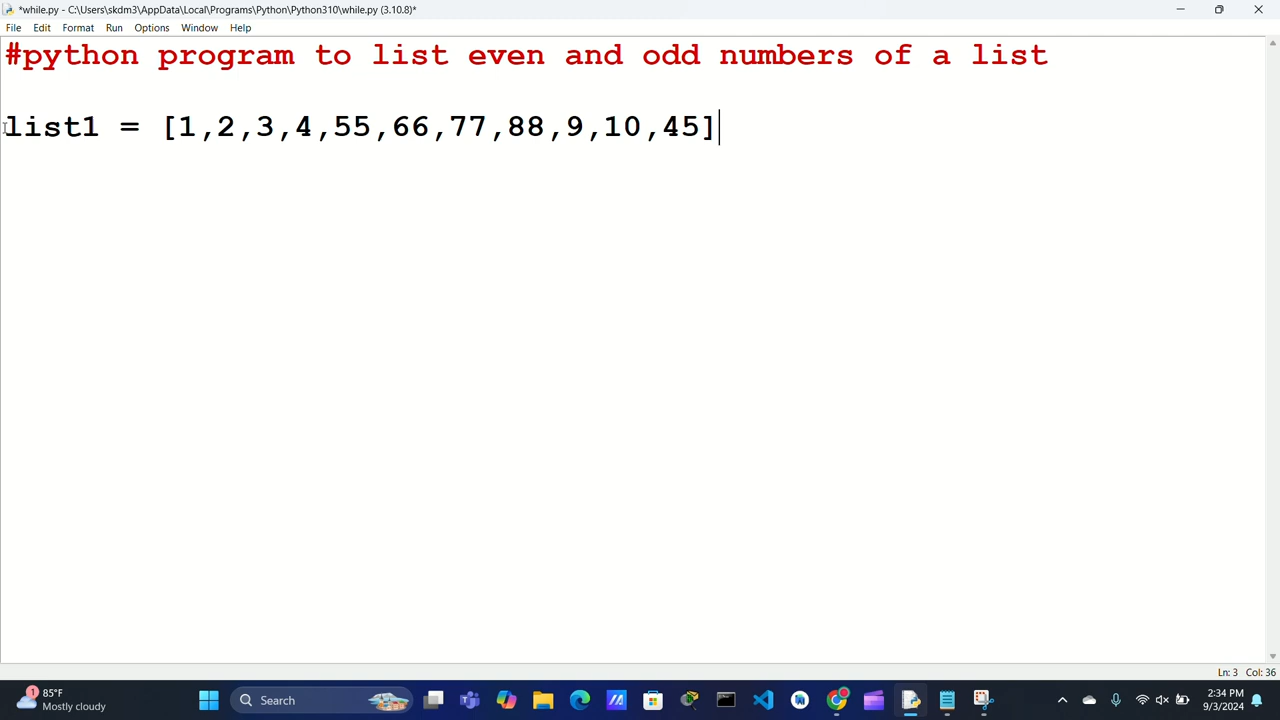 *while.py - C:\Users\skdm3\AppData\Local\Programs\Python\Python310\while.py (3.10.8)*
File Edit Format Run Options Window Help
#python program to list even and odd numbers of a list
list1 = [1,2,3,4,55,66,77,88,9,10,45]
Ln: 3 Col: 36
1
85°F
Mostly cloudy
Search
2:34 PM
9/3/2024